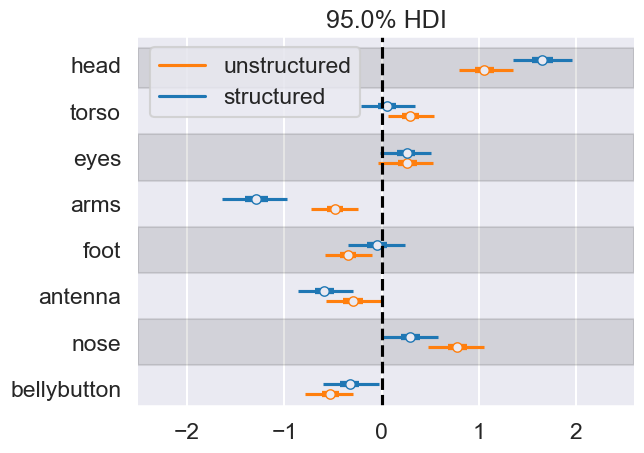 95.0% HDI
head
torso
eyes
arms
foot
antenna
nose
bellybutton
unstructured
structured
−2 −1 0 1 2